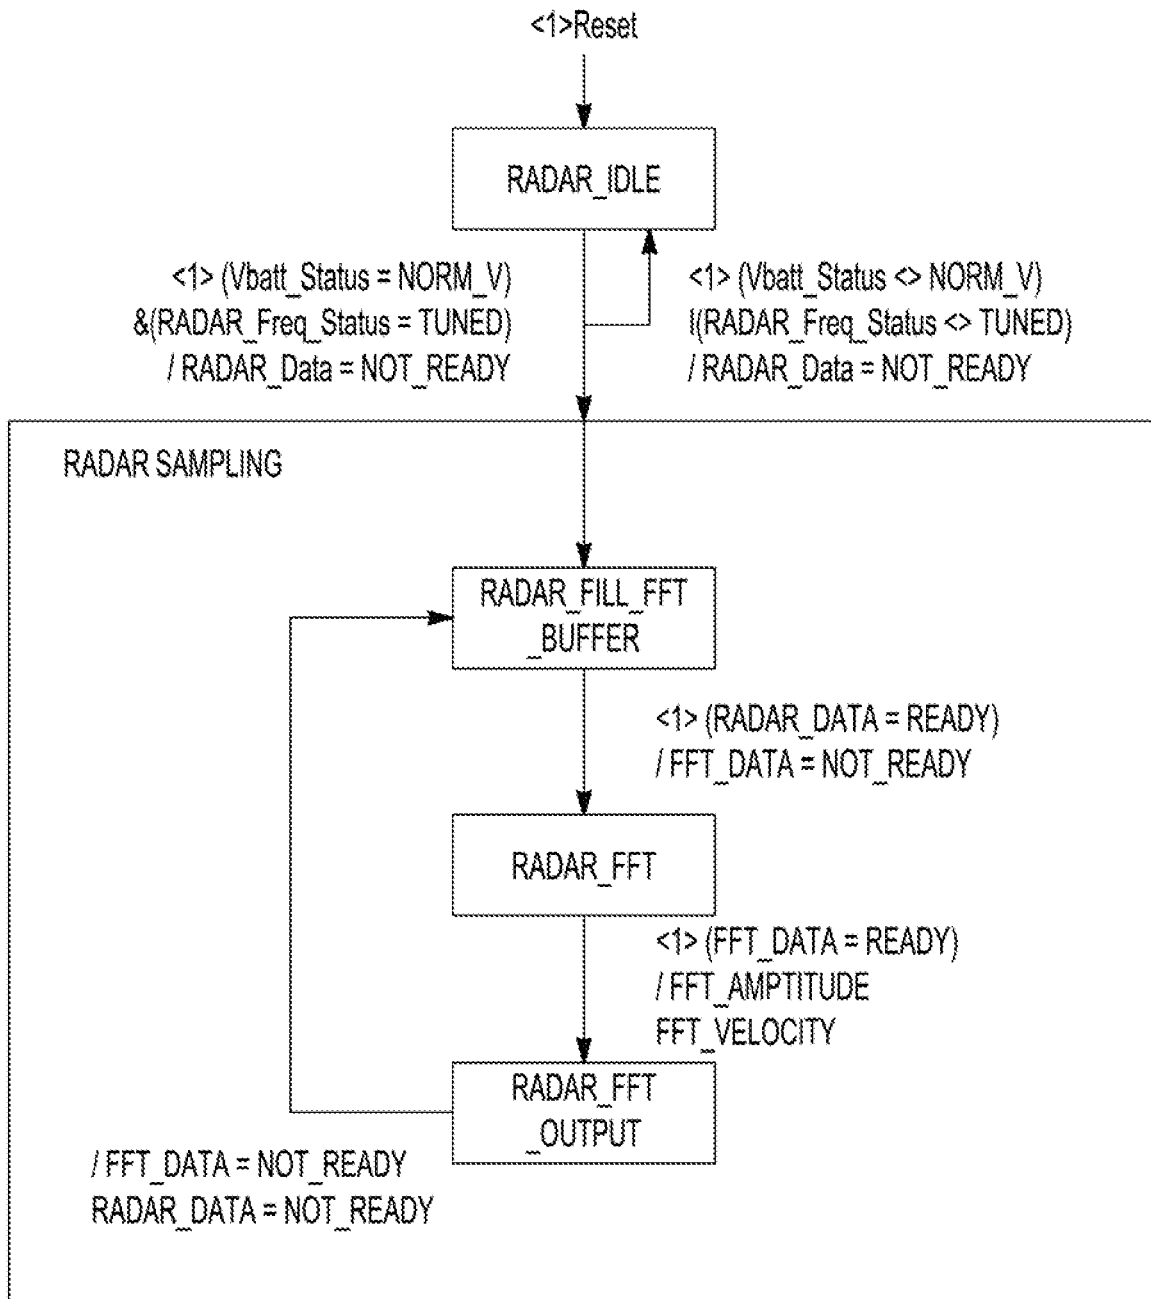 <1>Reset
RADAR_IDLE
<1> (Vbatt_Status = NORM_V)
&(RADAR_Freq_Status = TUNED)
/ RADAR_Data = NOT_READY
<1> (Vbatt_Status <> NORM_V)
|(RADAR_Freq_Status <> TUNED)
/ RADAR_Data = NOT_READY
RADAR SAMPLING
RADAR_FILL_FFT
_BUFFER
<1> (RADAR_DATA = READY)
/ FFT_DATA = NOT_READY
RADAR_FFT
<1> (FFT_DATA = READY)
/ FFT_AMPTITUDE
FFT_VELOCITY
RADAR_FFT
_OUTPUT
/ FFT_DATA = NOT_READY
RADAR_DATA = NOT_READY